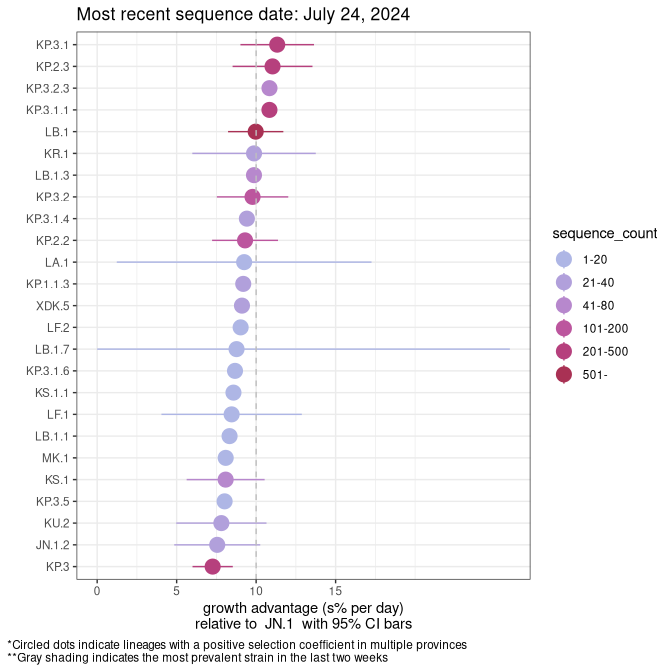 Most recent sequence date: July 24, 2024
KP.3.1
KP.2.3
KP.3.2.3
KP.3.1.1
LB.1
KR.1
LB.1.3
KP.3.2
KP.3.1.4
KP.2.2
LA.1
KP.1.1.3
XDK.5
LF.2
LB.1.7
KP.3.1.6
KS.1.1
LF.1
LB.1.1
MK.1
KS.1
KP.3.5
KU.2
JN.1.2
KP.3
0 5 10 15
growth advantage (s% per day)
relative to JN.1 with 95% CI bars
sequence_count
1-20
21-40
41-80
101-200
201-500
501-
*Circled dots indicate lineages with a positive selection coefficient in multiple provinces
**Gray shading indicates the most prevalent strain in the last two weeks